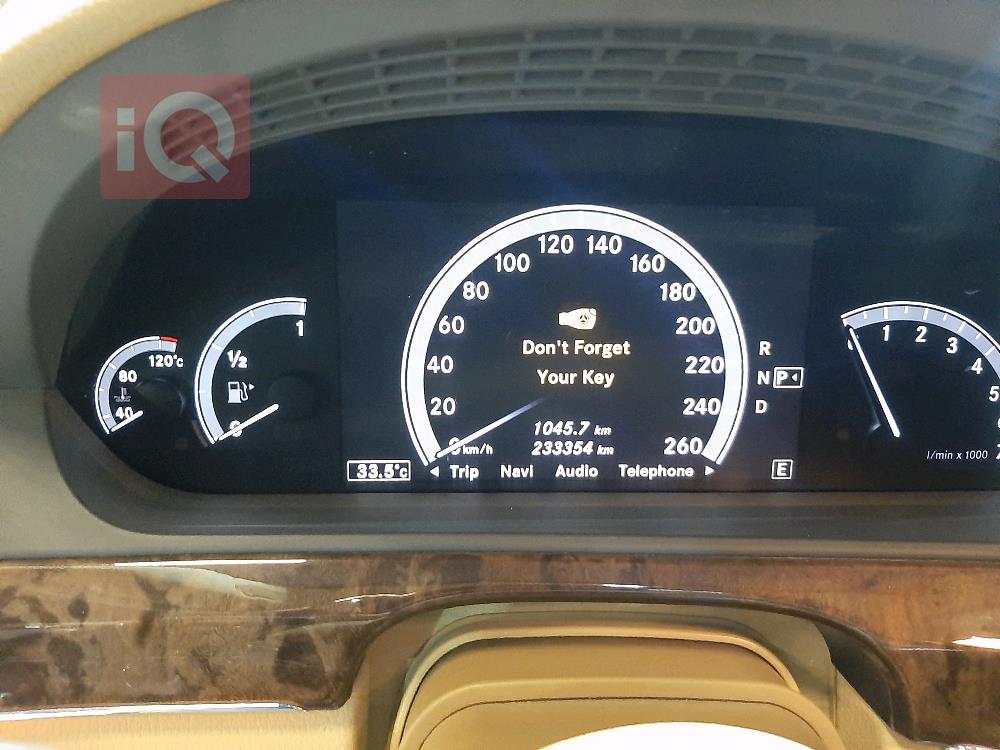 iQ
120 140
100 160
80 180
60 200
40 220
20 240
0 km/h 260
Don't Forget
Your Key
1045.7 km
233354 km
Trip Navi Audio Telephone
33.5°C
120°C
80
40
1
1/2
0
R
N P
D
E
1
2
3
4
5
l/min x 1000